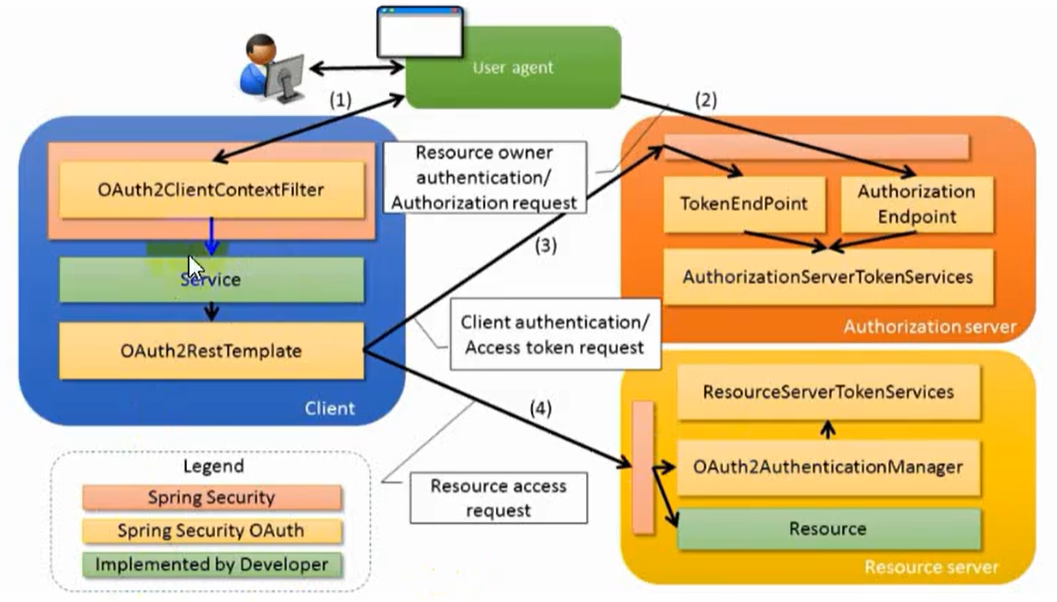 User agent
(1)
(2)
OAuth2ClientContextFilter
Service
OAuth2RestTemplate
Client
Resource owner
authentication/
Authorization request
(3)
Client authentication/
Access token request
(4)
Resource access
request
TokenEndPoint
Authorization
Endpoint
AuthorizationServerTokenServices
Authorization server
ResourceServerTokenServices
OAuth2AuthenticationManager
Resource
Resource server
Legend
Spring Security
Spring Security OAuth
Implemented by Developer